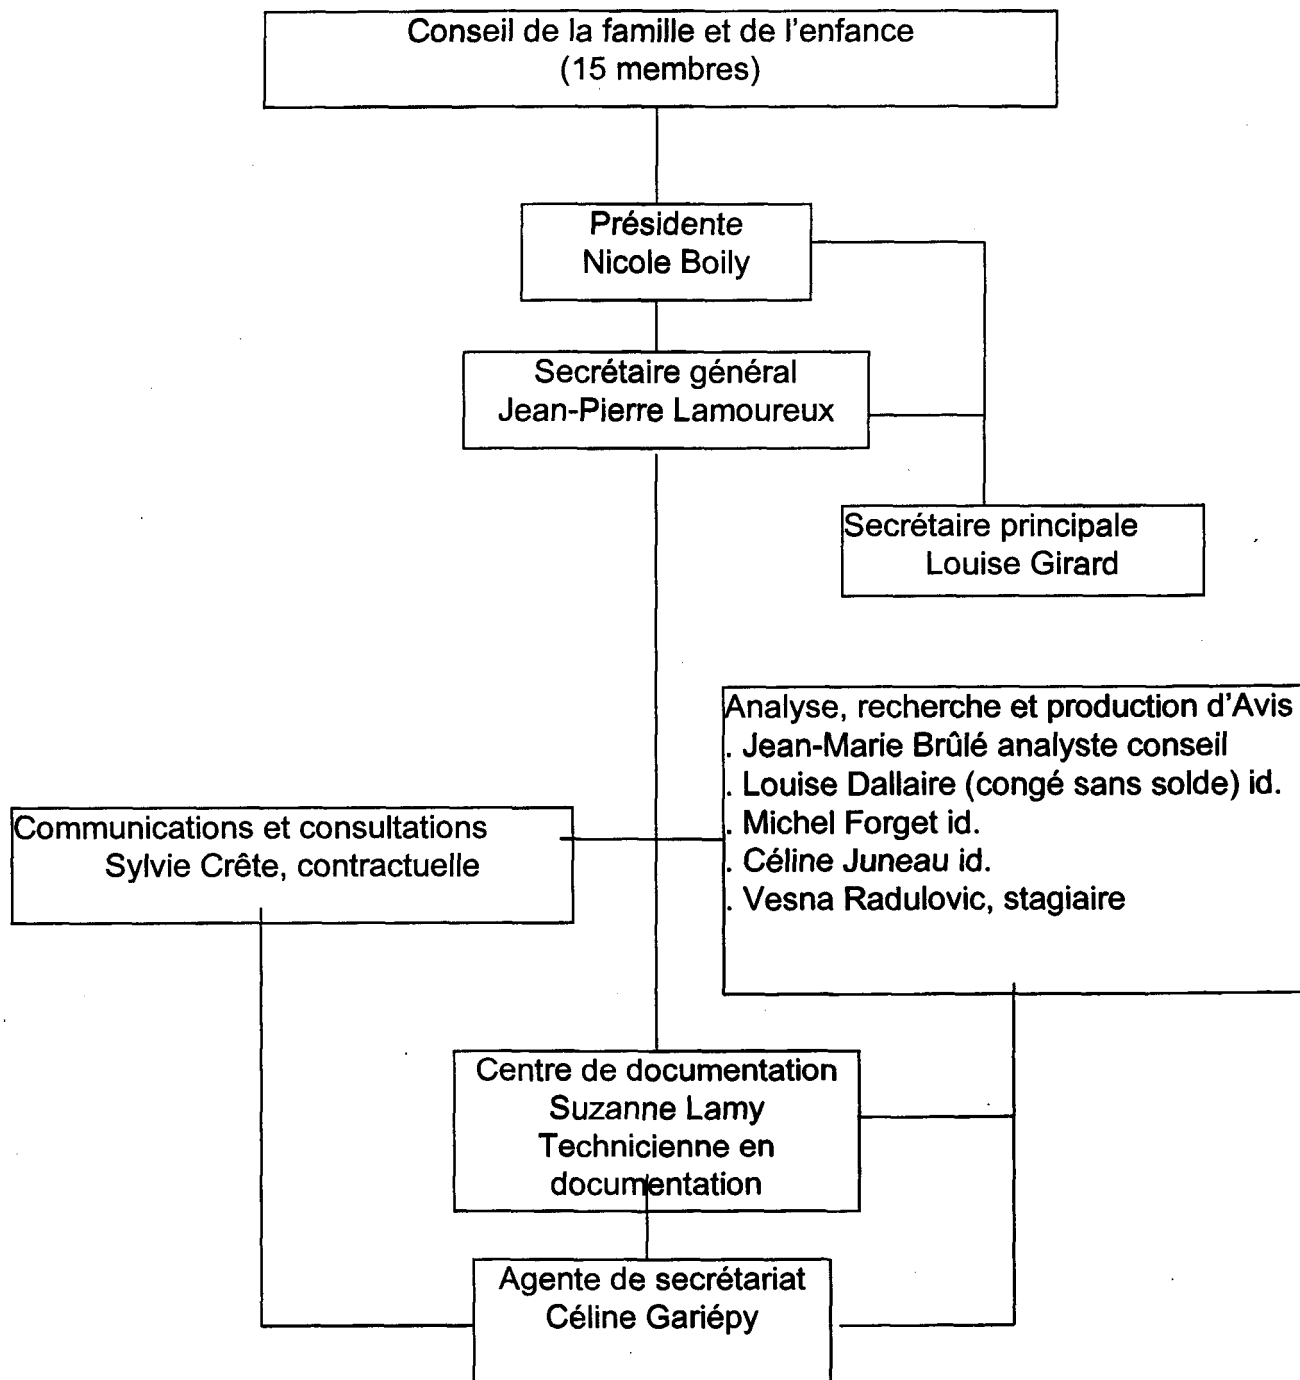 Conseil de la famille et de l'enfance
(15 membres)
Présidente
Nicole Boily
Secrétaire général
Jean-Pierre Lamoureux
Secrétaire principale
Louise Girard
Analyse, recherche et production d'Avis
. Jean-Marie Brûlé analyste conseil
. Louise Dallaire (congé sans solde) id.
. Michel Forget id.
. Céline Juneau id.
. Vesna Radulovic, stagiaire
Communications et consultations
Sylvie Crête, contractuelle
Centre de documentation
Suzanne Lamy
Technicienne en
documentation
Agente de secrétariat
Céline Gariépy